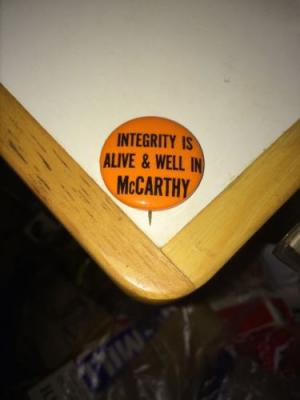 INTEGRITY IS
ALIVE & WELL IN
McCARTHY